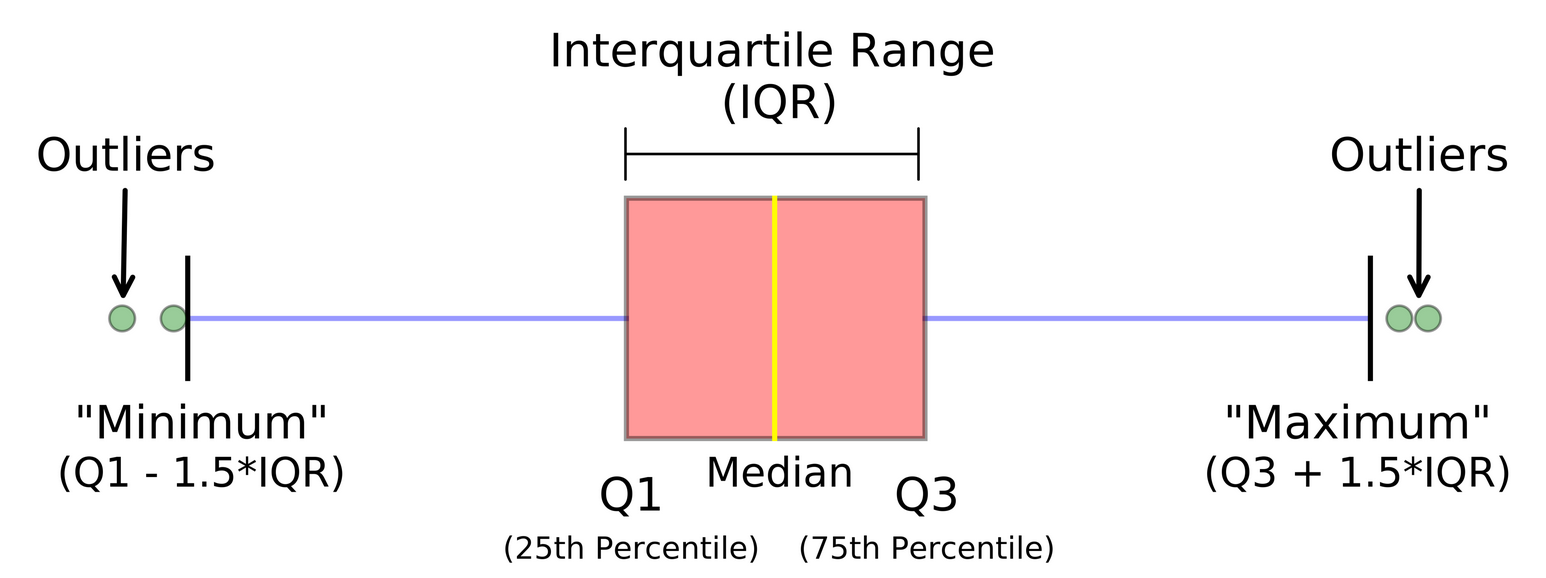 Interquartile Range
(IQR)
Outliers
Outliers
"Minimum"
(Q1 - 1.5*IQR)
"Maximum"
(Q3 + 1.5*IQR)
Q1
Median
Q3
(25th Percentile)
(75th Percentile)